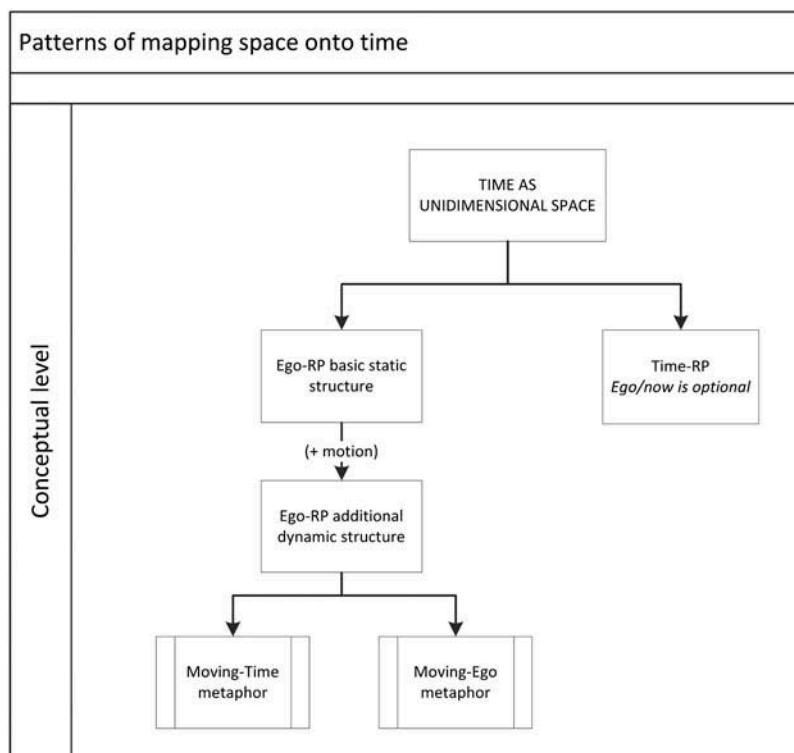 Patterns of mapping space onto time
Conceptual level
TIME AS
UNIDIMENSIONAL SPACE
Ego-RP basic static
structure
Time-RP
Ego/now is optional
(+ motion)
Ego-RP additional
dynamic structure
Moving-Time
metaphor
Moving-Ego
metaphor